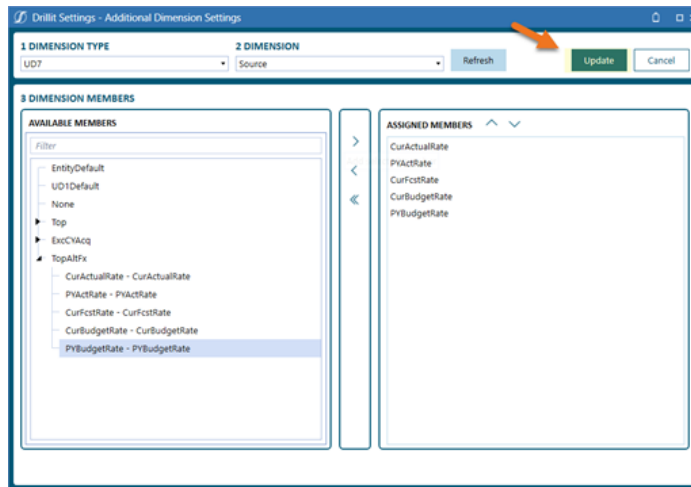 Drillit Settings - Additional Dimension Settings
1 DIMENSION TYPE
2 DIMENSION
UD7
Source
Refresh
Update
Cancel
3 DIMENSION MEMBERS
AVAILABLE MEMBERS
Filter
EntityDefault
UD1Default
None
Top
ExcCYAcq
TopAltFx
CurActualRate - CurActualRate
PYActRate - PYActRate
CurFcstRate - CurFcstRate
CurBudgetRate - CurBudgetRate
PYBudgetRate - PYBudgetRate
ASSIGNED MEMBERS
CurActualRate
PYActRate
CurFcstRate
CurBudgetRate
PYBudgetRate